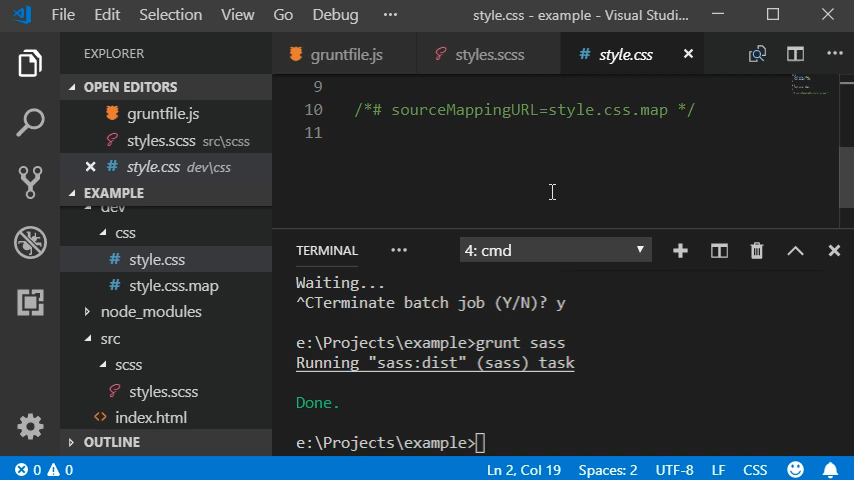 File Edit Selection View Go Debug ··· style.css - example - Visual Studi...
EXPLORER
gruntfile.js styles.scss # style.css
OPEN EDITORS
gruntfile.js
styles.scss src\scss
# style.css dev\css
EXAMPLE
dev
css
# style.css
# style.css.map
node_modules
src
scss
styles.scss
<> index.html
OUTLINE
9
10 /*# sourceMappingURL=style.css.map */
11
TERMINAL ··· 4: cmd
Waiting...
^CTerminate batch job (Y/N)? y
e:\Projects\example>grunt sass
Running "sass:dist" (sass) task
Done.
e:\Projects\example>
0 0 Ln 2, Col 19 Spaces: 2 UTF-8 LF CSS